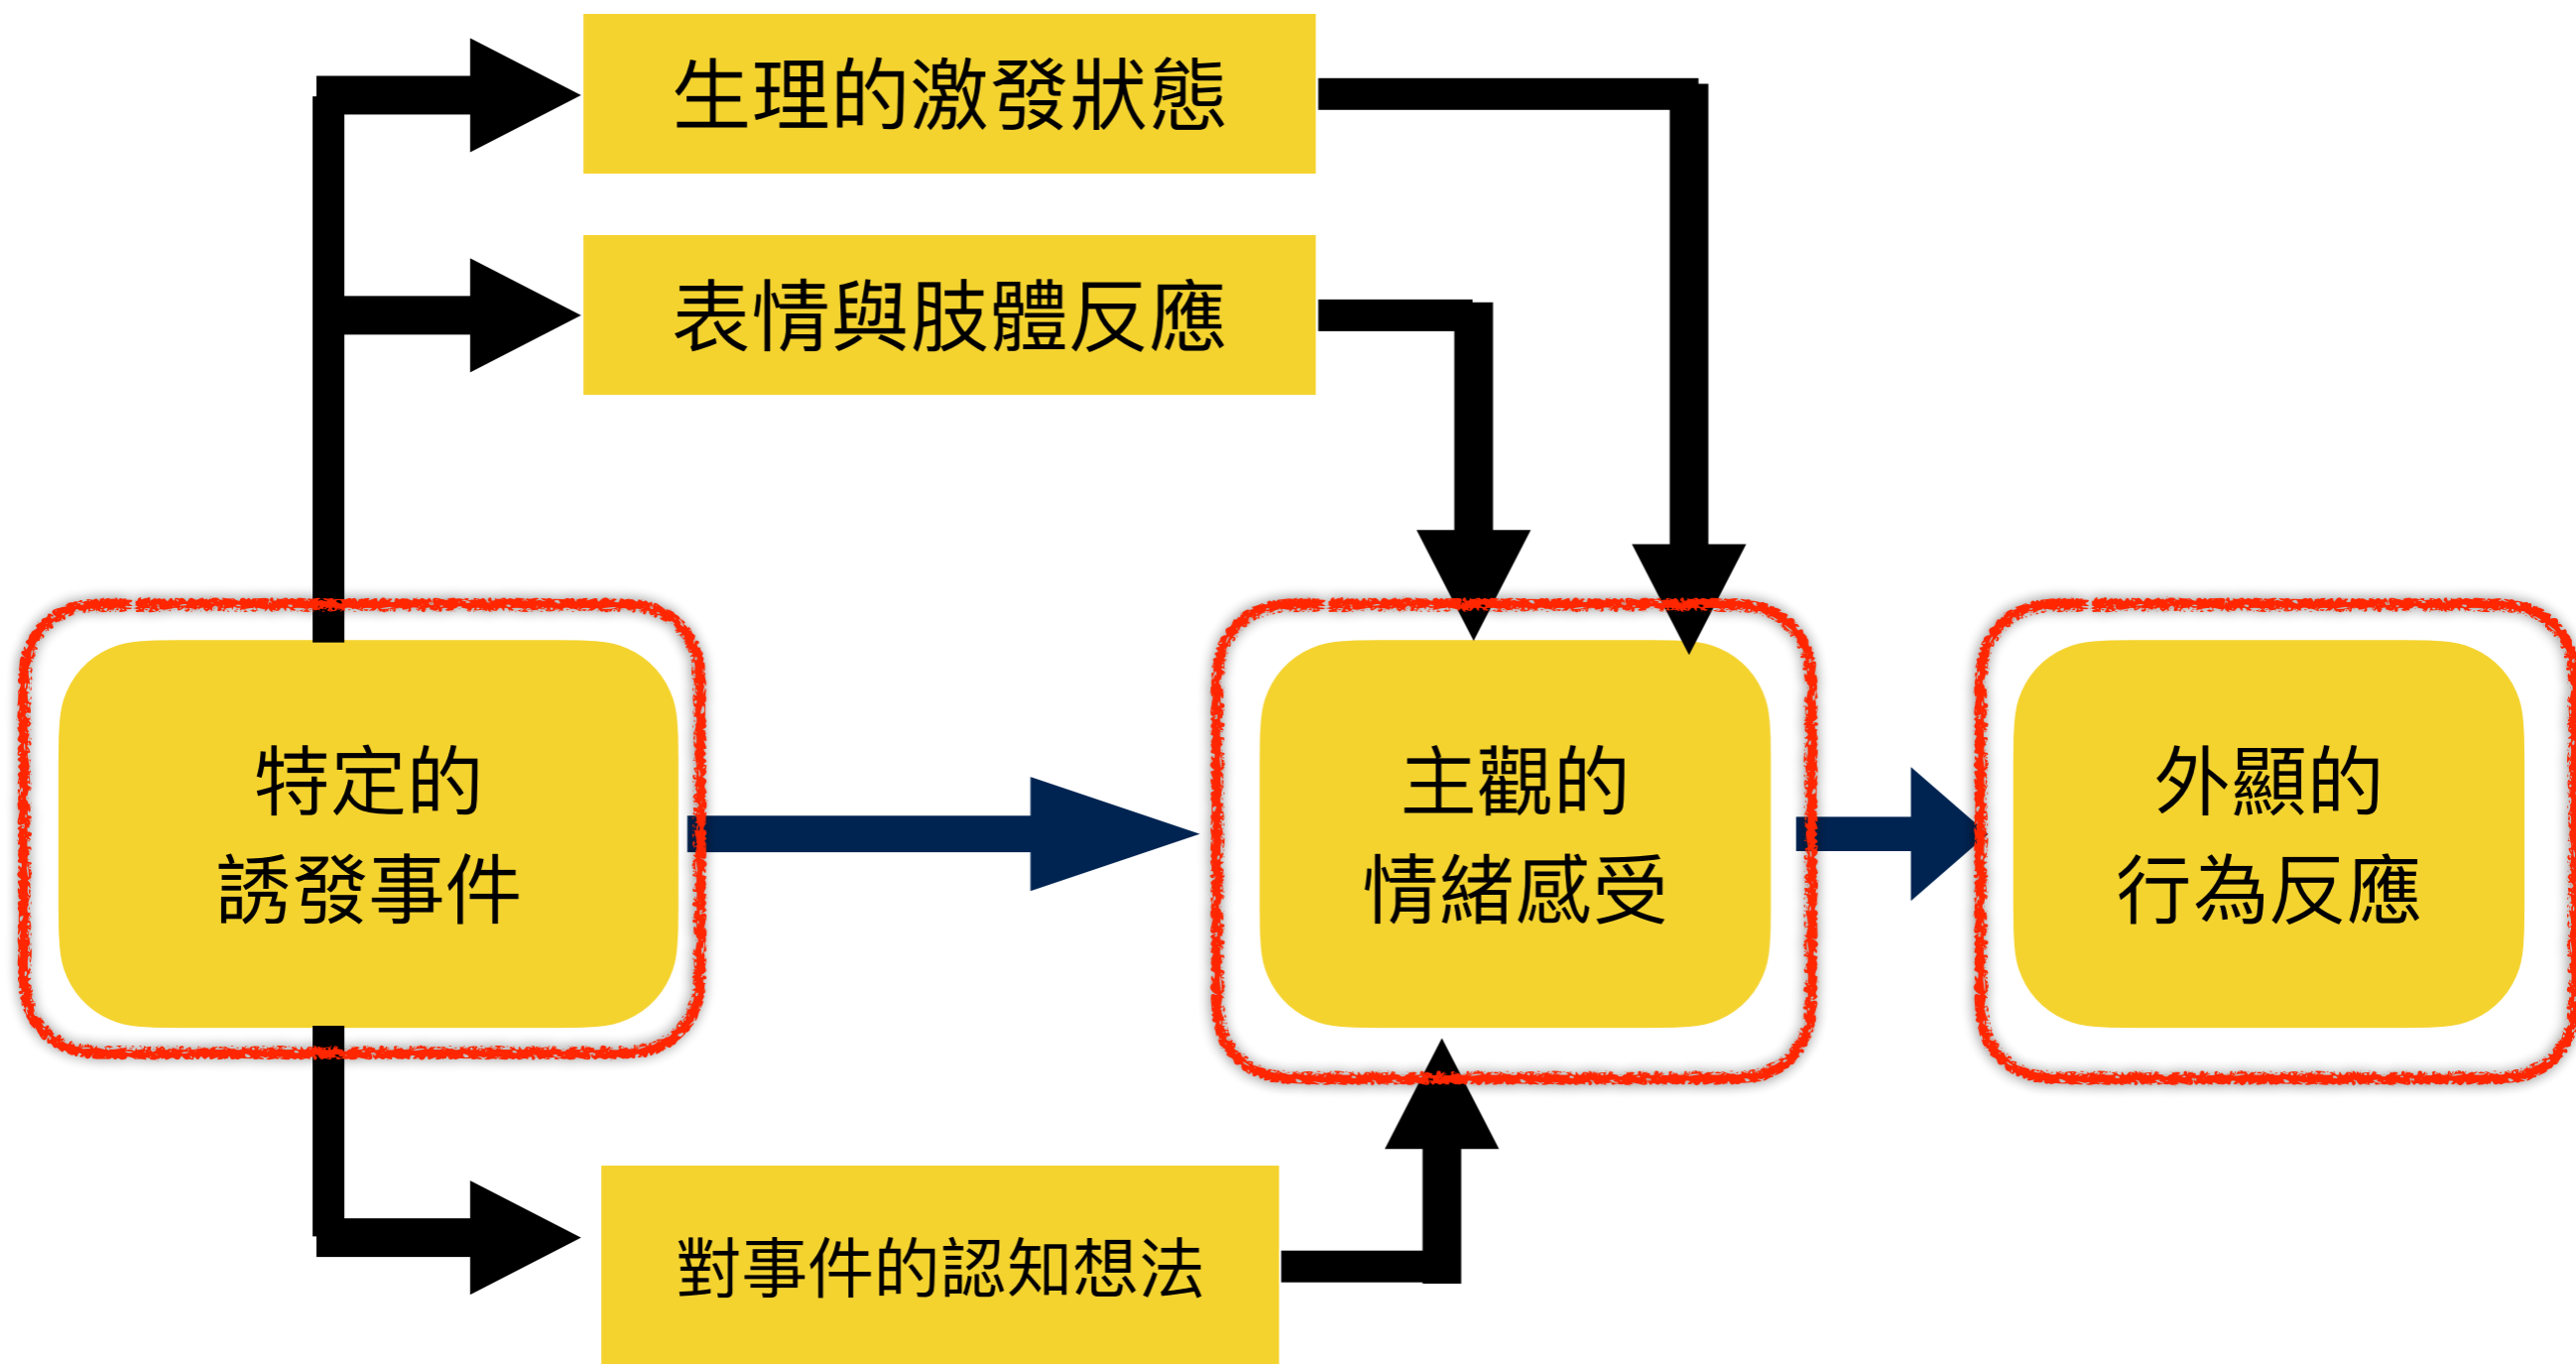 生理的激發狀態
表情與肢體反應
特定的
誘發事件
主觀的
情緒感受
外顯的
行為反應
對事件的認知想法